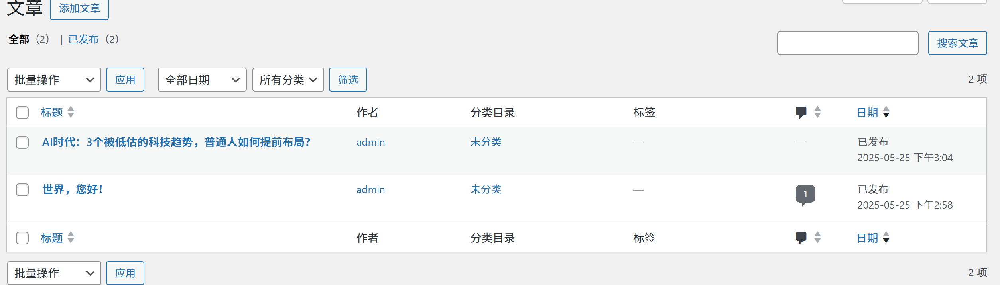 文章 添加文章
全部（2） | 已发布（2）
搜索文章
批量操作 应用 全部日期 所有分类 筛选 2 项
标题 作者 分类目录 标签 日期
AI时代：3个被低估的科技趋势，普通人如何提前布局？ admin 未分类 — — 已发布
2025-05-25 下午3:04
世界，您好！ admin 未分类 — 1 已发布
2025-05-25 下午2:58
标题 作者 分类目录 标签 日期
批量操作 应用 2 项